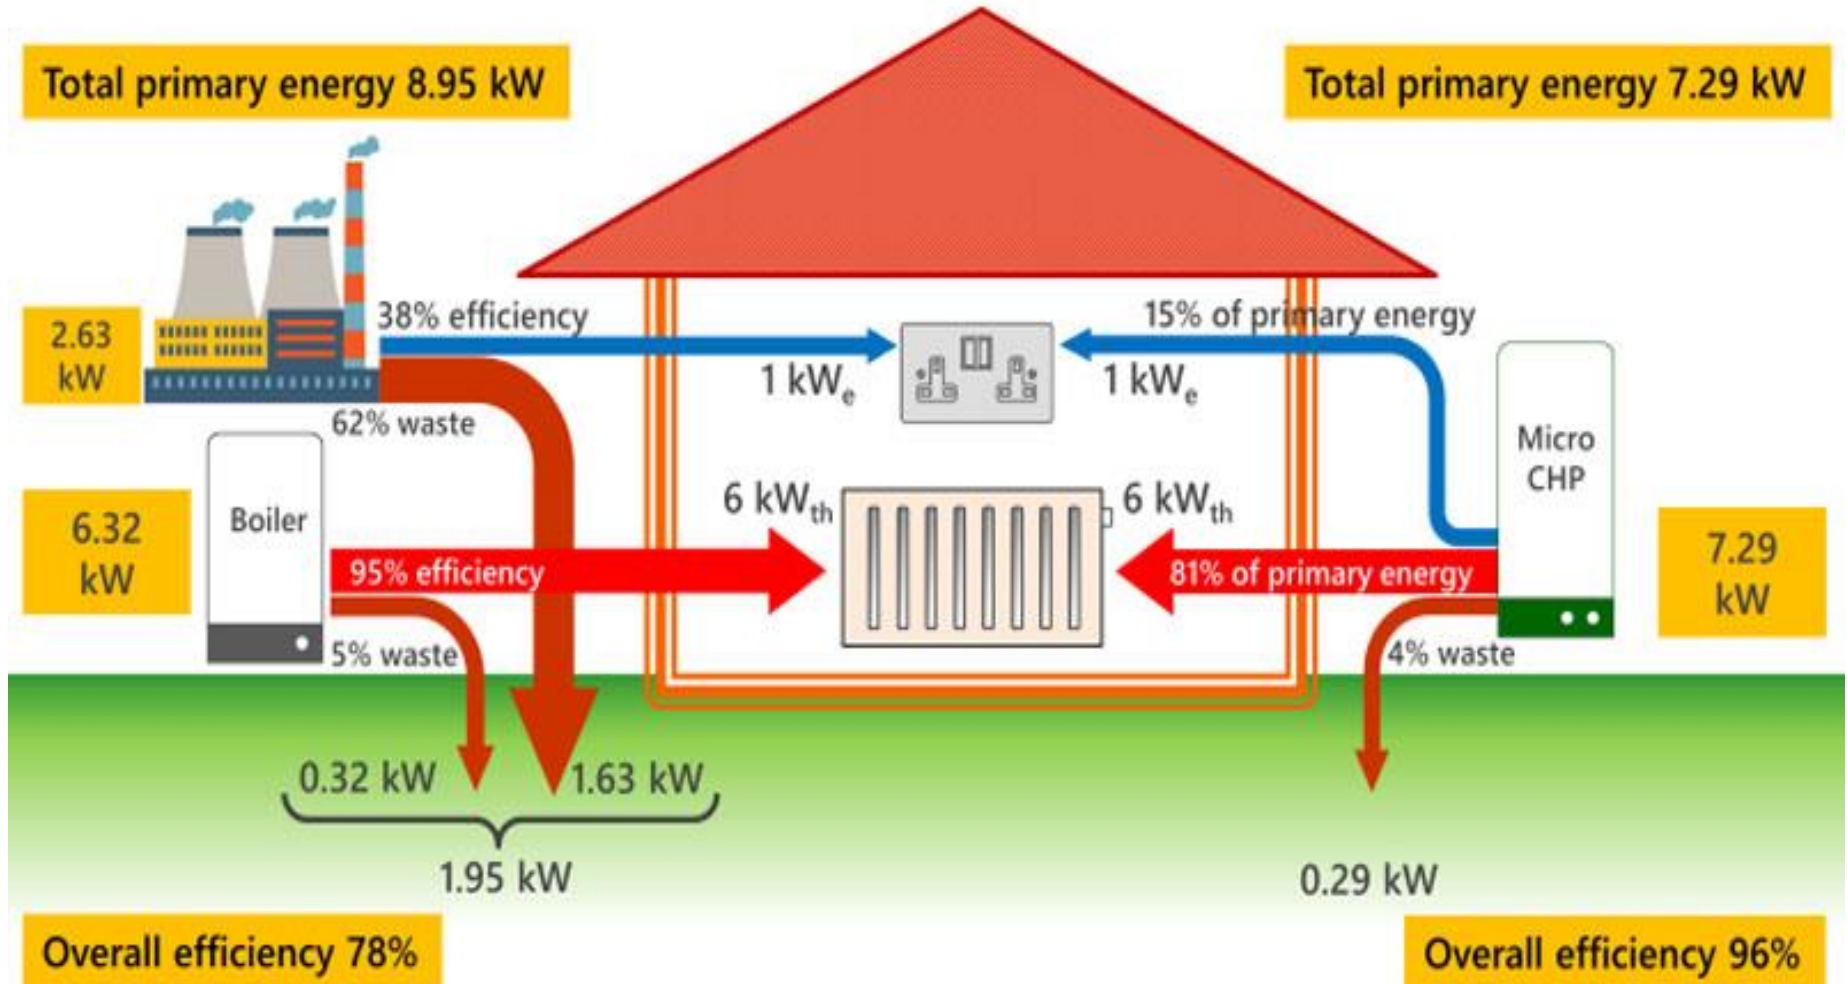 Total primary energy 8.95 kW
Total primary energy 7.29 kW
38% efficiency
15% of primary energy
2.63
kW
1 kWe
1 kWe
62% waste
Micro
CHP
6 kWth
6 kWth
Boiler
6.32
kW
7.29
kW
95% efficiency
81% of primary energy
5% waste
4% waste
0.32 kW
1.63 kW
1.95 kW
0.29 kW
Overall efficiency 78%
Overall efficiency 96%